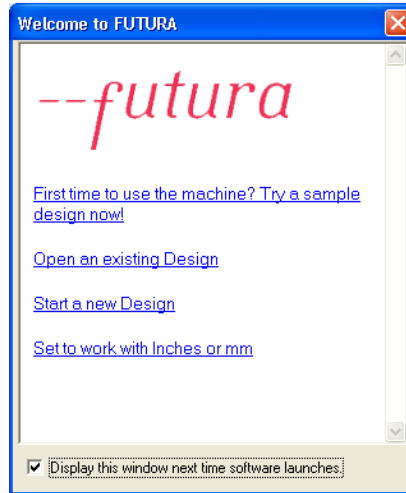 Welcome to FUTURA
--futura
First time to use the machine? Try a sample
design now!
Open an existing Design
Start a new Design
Set to work with Inches or mm
Display this window next time software launches.